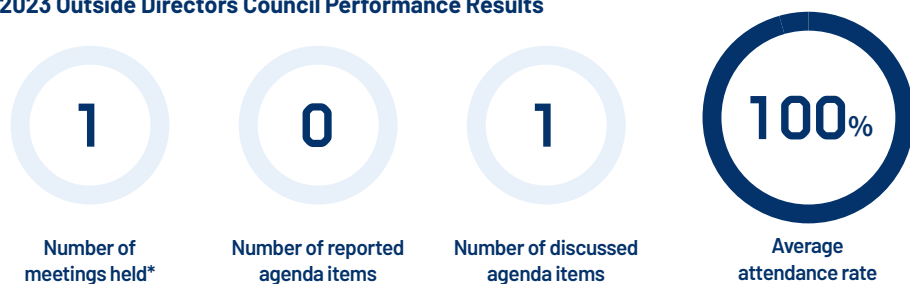 2023 Outside Directors Council Performance Results
1
0
1
100%
Number of
meetings held*
Number of reported
agenda items
Number of discussed
agenda items
Average
attendance rate